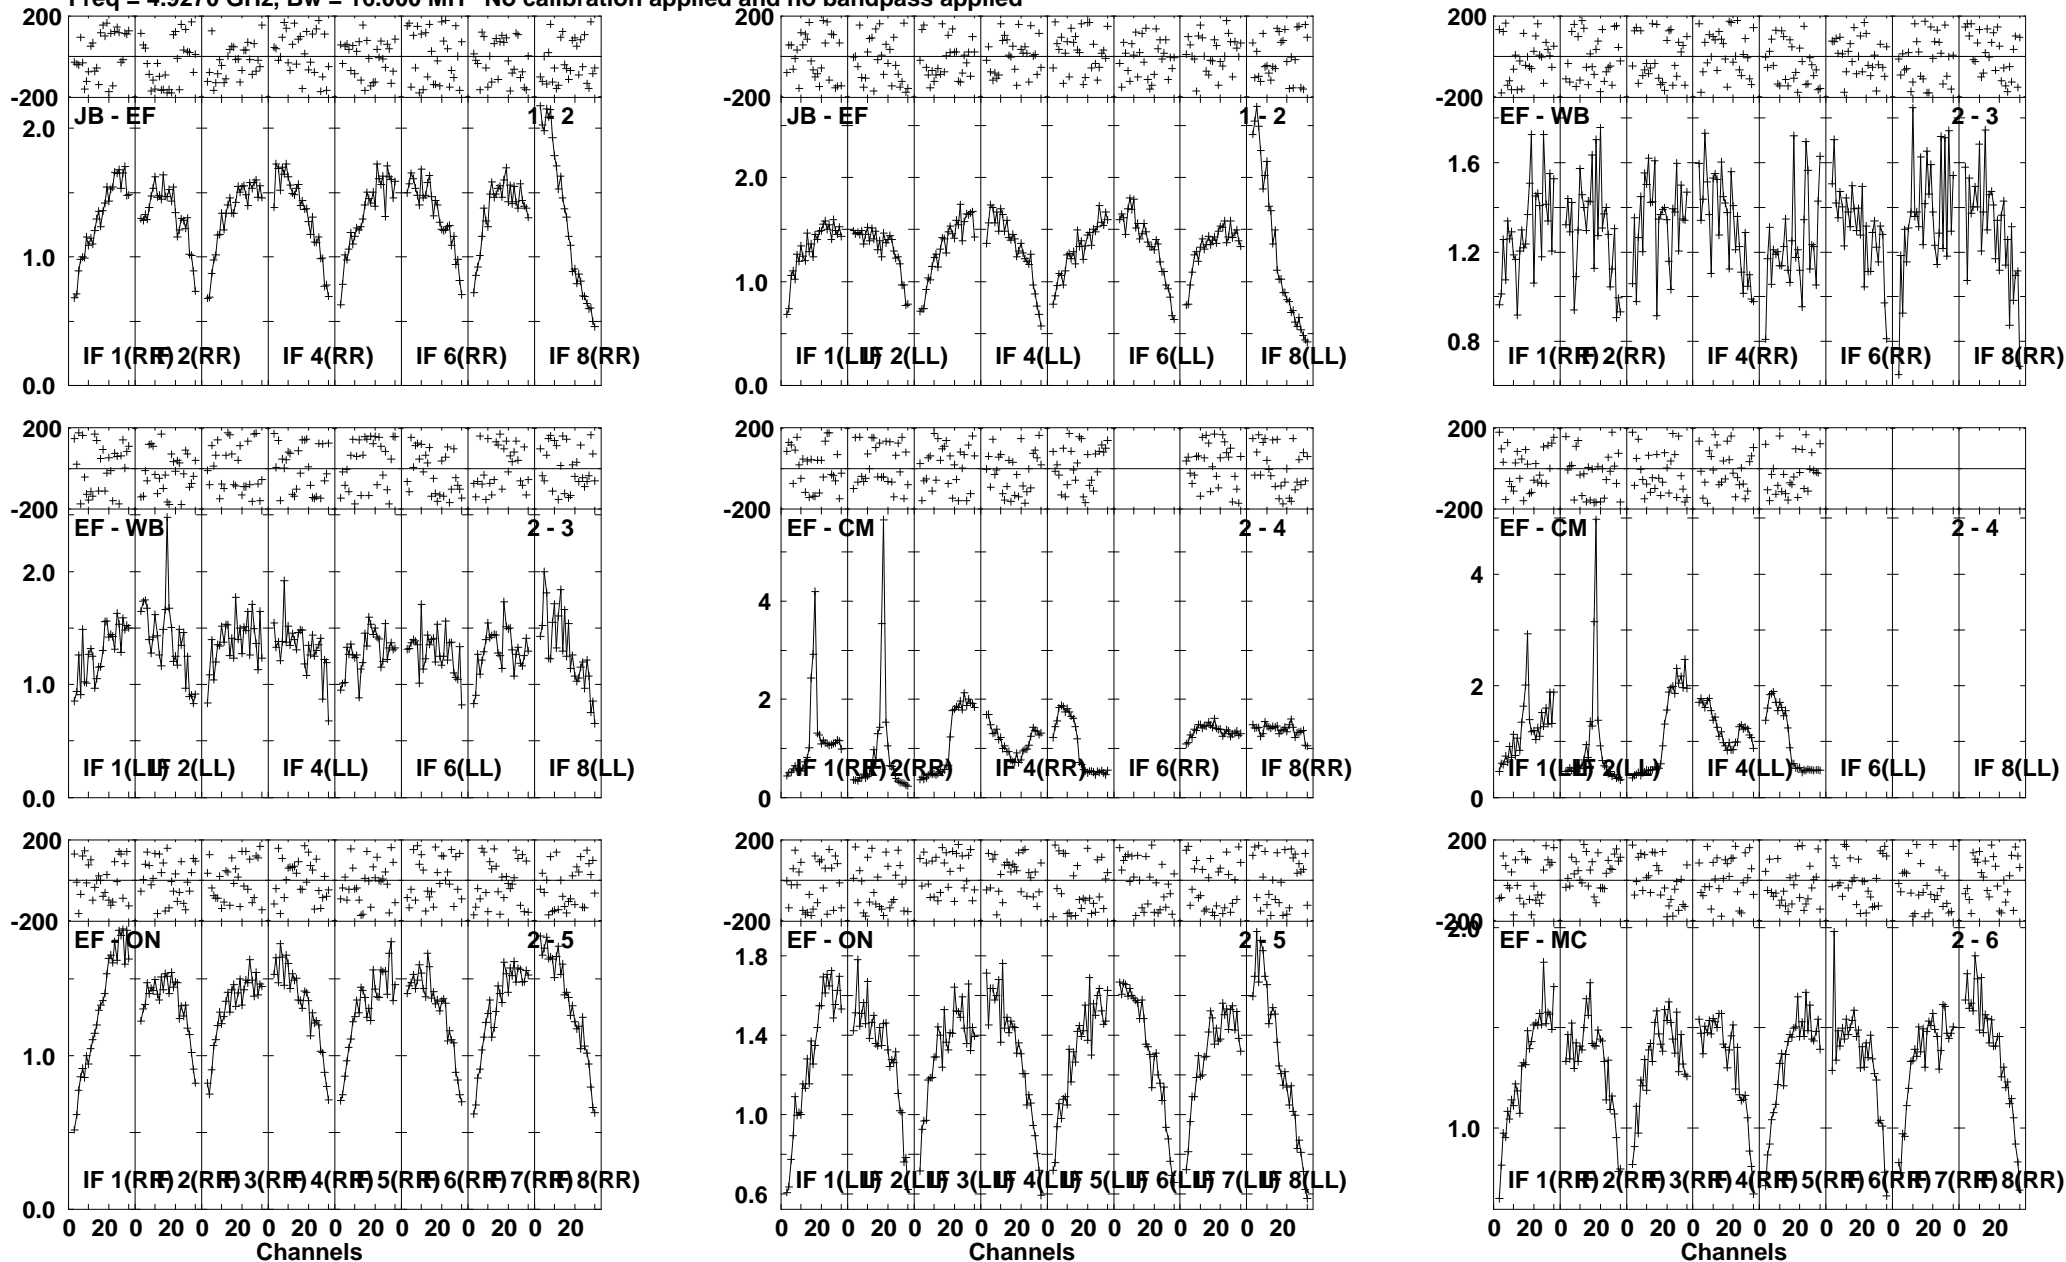 Freq = 4.9270 GHz, Bw = 16.000 MH No calibration applied and no bandpass applied
200 200 200
-200 -200 -200
JB - EF 1 - 2 JB - EF 1 - 2 EF - WB 2 - 3
2.0 2.0 1.6
1.0 1.0 1.2
0.8
IF 1(RR) IF 2(RR) IF 4(RR) IF 6(RR) IF 8(RR) IF 1(LL) IF 2(LL) IF 4(LL) IF 6(LL) IF 8(LL) IF 1(RR) IF 2(RR) IF 4(RR) IF 6(RR) IF 8(RR)
0.0 0.0
200 200 200
-200 -200 -200
EF - WB 2 - 3 EF - CM 2 - 4 EF - CM 2 - 4
2.0 4 4
1.0 2 2
IF 1(LL) IF 2(LL) IF 4(LL) IF 6(LL) IF 8(LL) IF 1(RR) IF 2(RR) IF 4(RR) IF 6(RR) IF 8(RR) IF 1(LL) IF 2(LL) IF 4(LL) IF 6(LL) IF 8(LL)
0.0 0 0
200 200 200
-200 -200 -200
2.0
EF - ON 2 - 5 EF - ON 2 - 5 EF - MC 2 - 6
1.8
1.4
1.0 1.0 1.0
IF 1(RR) IF 2(RR) IF 3(RR) IF 4(RR) IF 5(RR) IF 6(RR) IF 7(RR) IF 8(RR) IF 1(LL) IF 2(LL) IF 3(LL) IF 4(LL) IF 5(LL) IF 6(LL) IF 7(LL) IF 8(LL) IF 1(RR) IF 2(RR) IF 3(RR) IF 4(RR) IF 5(RR) IF 6(RR) IF 7(RR) IF 8(RR)
0.0 0.6
0 20 0 20 0 20 0 20 0 20 0 20 0 20 0 20 0 20 0 20 0 20 0 20 0 20 0 20 0 20 0 20 0 20 0 20 0 20 0 20 0 20 0 20 0 20 0 20
Channels Channels